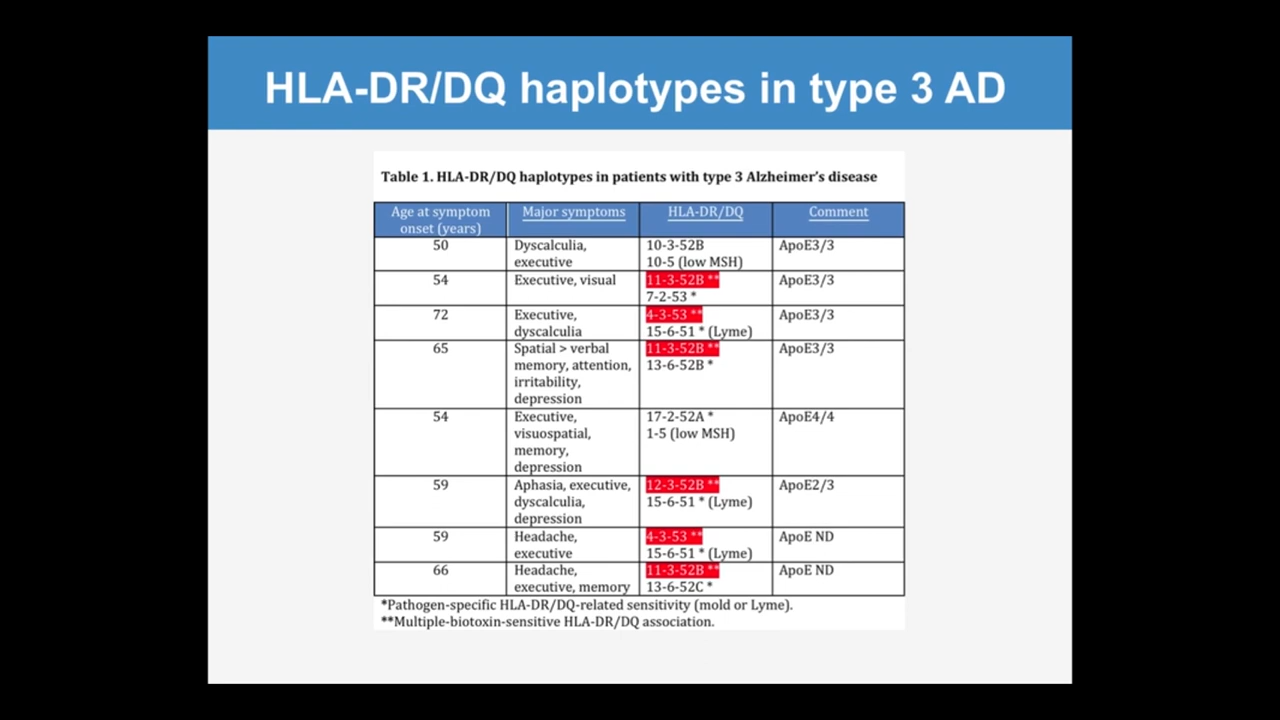 HLA-DR/DQ haplotypes in type 3 AD
Table 1. HLA-DR/DQ haplotypes in patients with type 3 Alzheimer's disease
Age at symptom onset (years) Major symptoms HLA-DR/DQ Comment
50 Dyscalculia, 10-3-52B ApoE3/3
executive 10-5 (low MSH)
54 Executive, visual 11-3-52B ** ApoE3/3
7-2-53 *
72 Executive, 4-3-53 ** ApoE3/3
dyscalculia 15-6-51 * (Lyme)
65 Spatial > verbal 11-3-52B ** ApoE3/3
memory, attention, 13-6-52B *
irritability,
depression
54 Executive, 17-2-52A * ApoE4/4
visuospatial, 1-5 (low MSH)
memory,
depression
59 Aphasia, executive, 12-3-52B ** ApoE2/3
dyscalculia, 15-6-51 * (Lyme)
depression
59 Headache, 4-3-53 ** ApoE ND
executive 15-6-51 * (Lyme)
66 Headache, 11-3-52B ** ApoE ND
executive, memory 13-6-52C *
*Pathogen-specific HLA-DR/DQ-related sensitivity (mold or Lyme).
**Multiple-biotoxin-sensitive HLA-DR/DQ association.